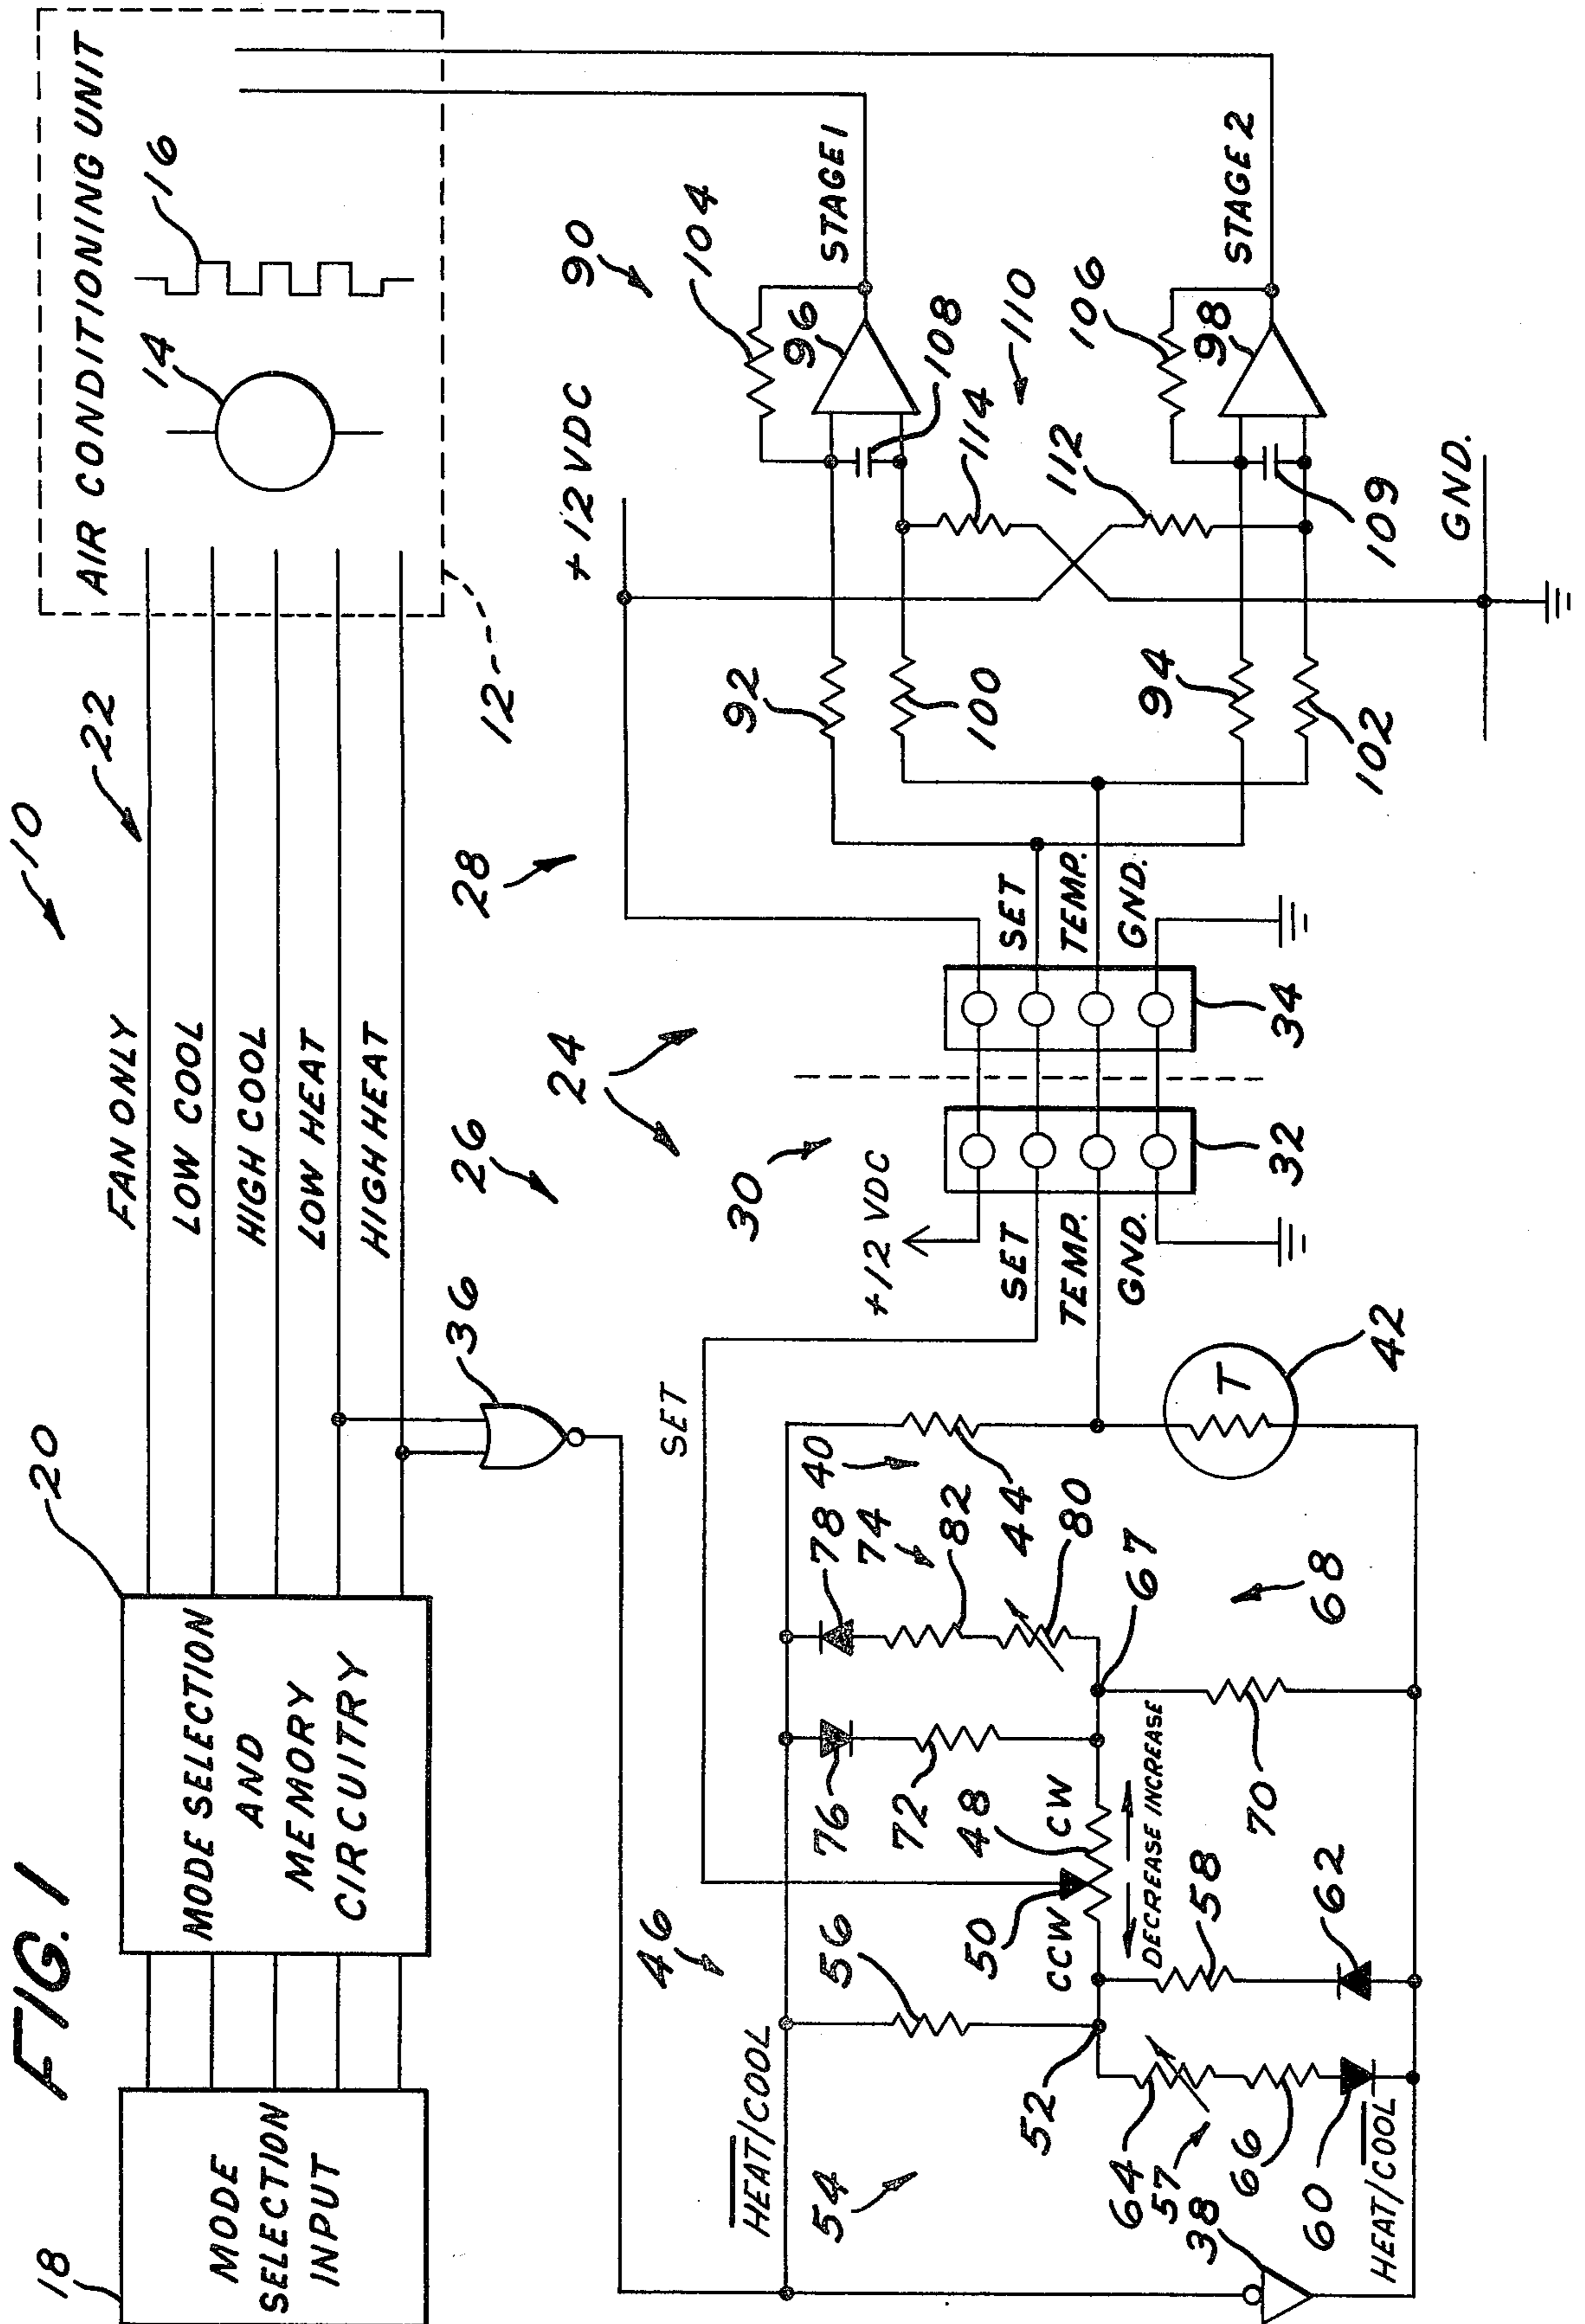 FIG. 1
10
18
MODE
SELECTION
INPUT
20
MODE SELECTION
AND
MEMORY
CIRCUITRY
FAN ONLY
LOW COOL
HIGH COOL
LOW HEAT
HIGH HEAT
22
AIR CONDITIONING UNIT
14
16
12
36
26
24
28
30
HEAT/COOL
46
54
56
SET
50
CCW
CW
48
DECREASE INCREASE
52
64
57
66
60
38
HEAT/COOL
58
62
76
72
78
74
82
80
40
44
67
70
68
T
42
+12 VDC
SET
TEMP.
GND.
32
34
SET
TEMP.
GND.
+12 VDC
90
92
100
94
102
104
96
108
STAGE 1
110
114
112
106
98
109
STAGE 2
GND.